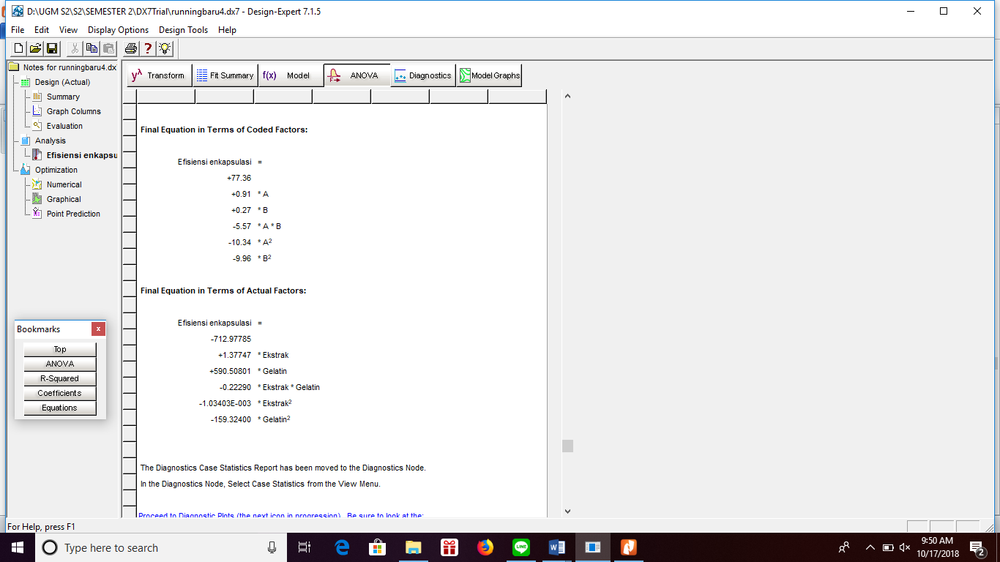 D:\UGM S2\S2\SEMESTER 2\DX7Trial\runningbaru4.dx7 - Design-Expert 7.1.5
File Edit View Display Options Design Tools Help
Notes for runningbaru4.dx
Design (Actual)
Summary
Graph Columns
Evaluation
Analysis
Efisiensi enkapsu
Optimization
Numerical
Graphical
Point Prediction
yλ Transform Fit Summary f(x) Model ANOVA Diagnostics Model Graphs
Final Equation in Terms of Coded Factors:
Efisiensi enkapsulasi =
+77.36
+0.91 * A
+0.27 * B
-5.57 * A * B
-10.34 * A²
-9.96 * B²
Final Equation in Terms of Actual Factors:
Efisiensi enkapsulasi =
-712.97785
+1.37747 * Ekstrak
+590.50801 * Gelatin
-0.22290 * Ekstrak * Gelatin
-1.03403E-003 * Ekstrak²
-159.32400 * Gelatin²
The Diagnostics Case Statistics Report has been moved to the Diagnostics Node.
In the Diagnostics Node, Select Case Statistics from the View Menu.
Proceed to Diagnostic Plots (the next icon in progression). Be sure to look at the:
Bookmarks x
Top
ANOVA
R-Squared
Coefficients
Equations
For Help, press F1
Type here to search
9:50 AM
10/17/2018
2